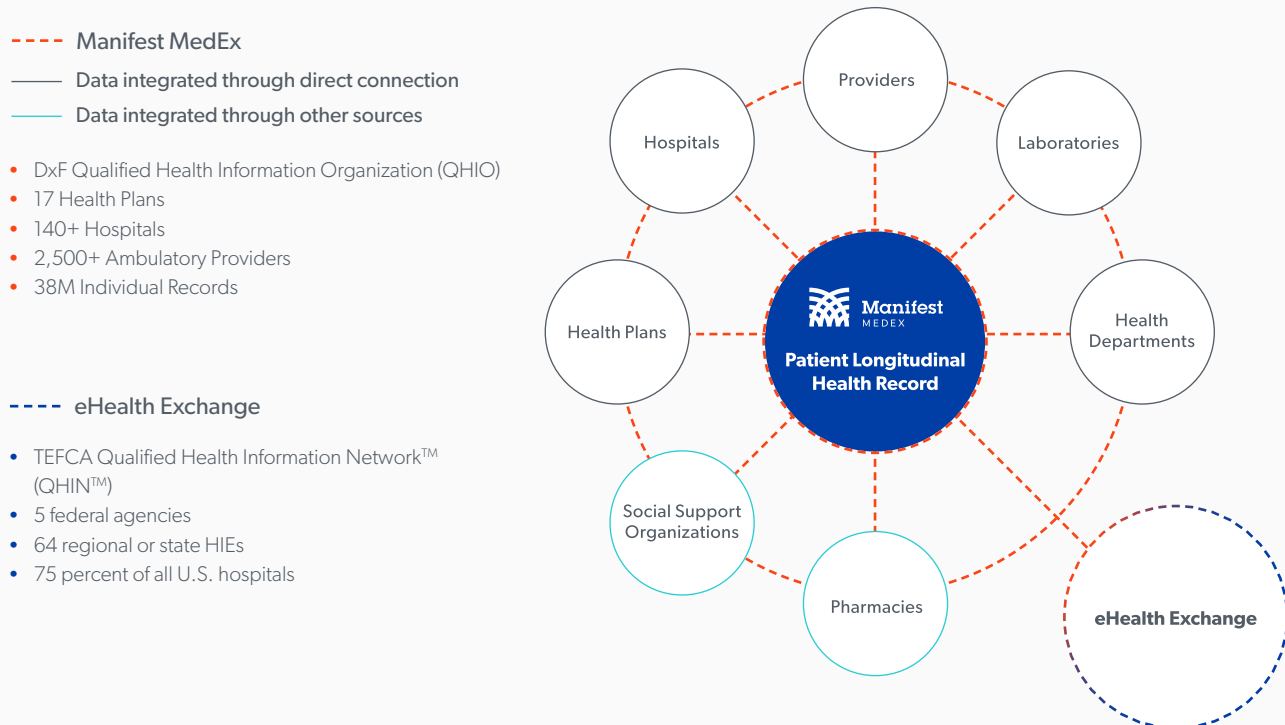 Manifest MedEx
Data integrated through direct connection
Data integrated through other sources
• DxF Qualified Health Information Organization (QHIO)
• 17 Health Plans
• 140+ Hospitals
• 2,500+ Ambulatory Providers
• 38M Individual Records
eHealth Exchange
• TEFCA Qualified Health Information Network™
(QHIN™)
• 5 federal agencies
• 64 regional or state HIEs
• 75 percent of all U.S. hospitals
Providers
Hospitals
Laboratories
Health Plans
Manifest
MEDEX
Patient Longitudinal
Health Record
Health
Departments
Social Support
Organizations
Pharmacies
eHealth Exchange